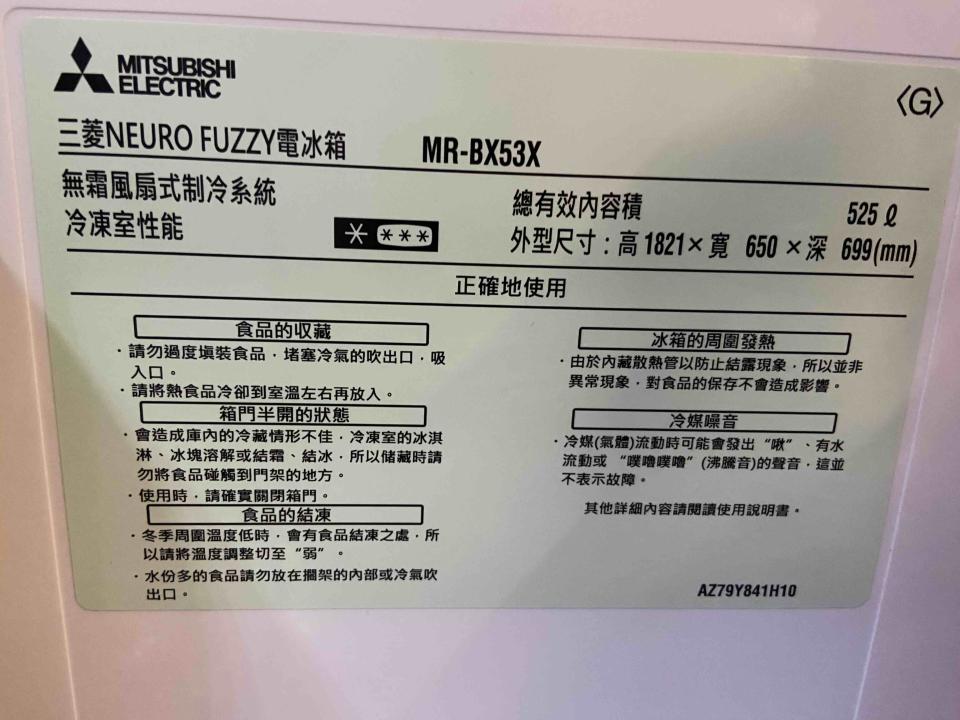 MITSUBISHI
ELECTRIC
〈G〉
三菱NEURO FUZZY電冰箱 MR-BX53X
無霜風扇式制冷系統
冷凍室性能 * ***
總有效內容積 525 ℓ
外型尺寸：高 1821 × 寬 650 × 深 699(mm)
正確地使用
食品的收藏
·請勿過度填裝食品，堵塞冷氣的吹出口，吸
入口。
·請將熱食品冷卻到室溫左右再放入。
箱門半開的狀態
·會造成庫內的冷藏情形不佳，冷凍室的冰淇
淋、冰塊溶解或結霜、結冰，所以儲藏時請
勿將食品碰觸到門架的地方。
·使用時，請確實關閉箱門。
食品的結凍
·冬季周圍溫度低時，會有食品結凍之處，所
以請將溫度調整切至“弱”。
·水份多的食品請勿放在擱架的內部或冷氣吹
出口。
冰箱的周圍發熱
·由於內藏散熱管以防止結露現象，所以並非
異常現象，對食品的保存不會造成影響。
冷媒噪音
·冷媒(氣體)流動時可能會發出“啾”、有水
流動或 “噗嚕噗嚕”(沸騰音)的聲音，這並
不表示故障。
其他詳細內容請閱讀使用說明書。
AZ79Y841H10